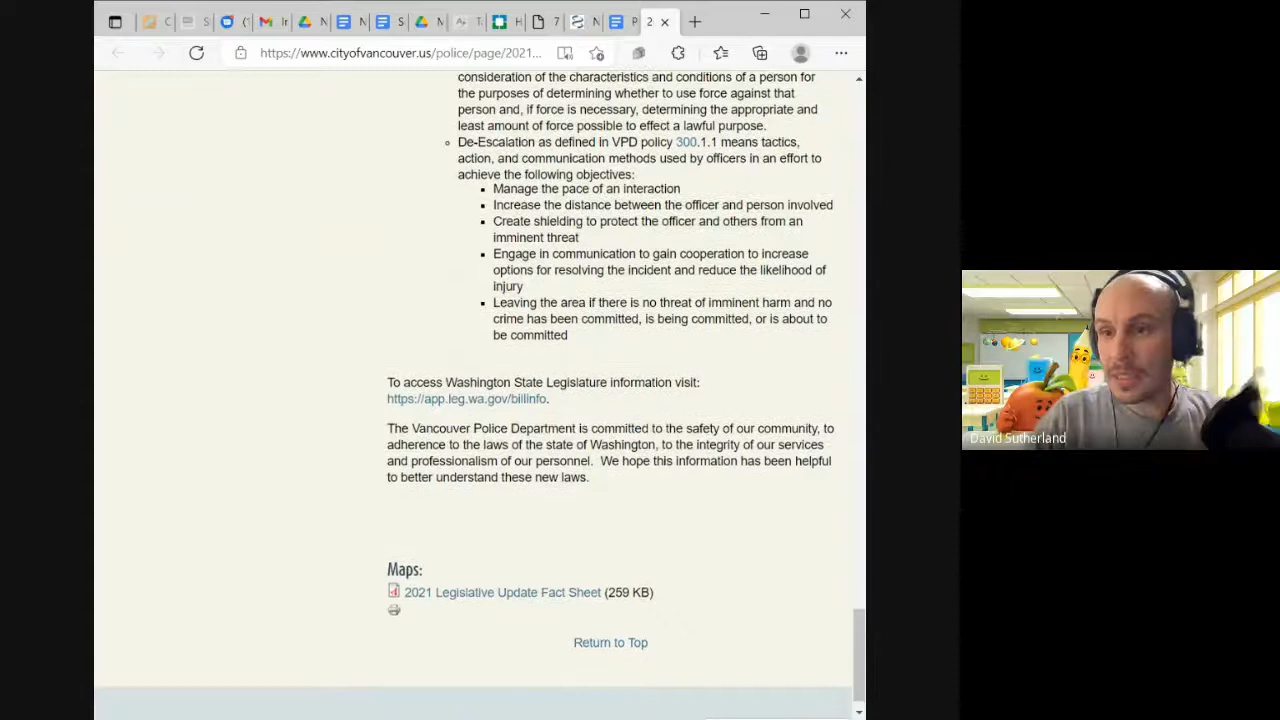 https://www.cityofvancouver.us/police/page/2021...
consideration of the characteristics and conditions of a person for
the purposes of determining whether to use force against that
person and, if force is necessary, determining the appropriate and
least amount of force possible to effect a lawful purpose.
De-Escalation as defined in VPD policy 300.1.1 means tactics,
action, and communication methods used by officers in an effort to
achieve the following objectives:
Manage the pace of an interaction
Increase the distance between the officer and person involved
Create shielding to protect the officer and others from an
imminent threat
Engage in communication to gain cooperation to increase
options for resolving the incident and reduce the likelihood of
injury
Leaving the area if there is no threat of imminent harm and no
crime has been committed, is being committed, or is about to
be committed
To access Washington State Legislature information visit:
https://app.leg.wa.gov/billinfo.
The Vancouver Police Department is committed to the safety of our community, to
adherence to the laws of the state of Washington, to the integrity of our services
and professionalism of our personnel.  We hope this information has been helpful
to better understand these new laws.
Maps:
2021 Legislative Update Fact Sheet (259 KB)
Return to Top
David Sutherland